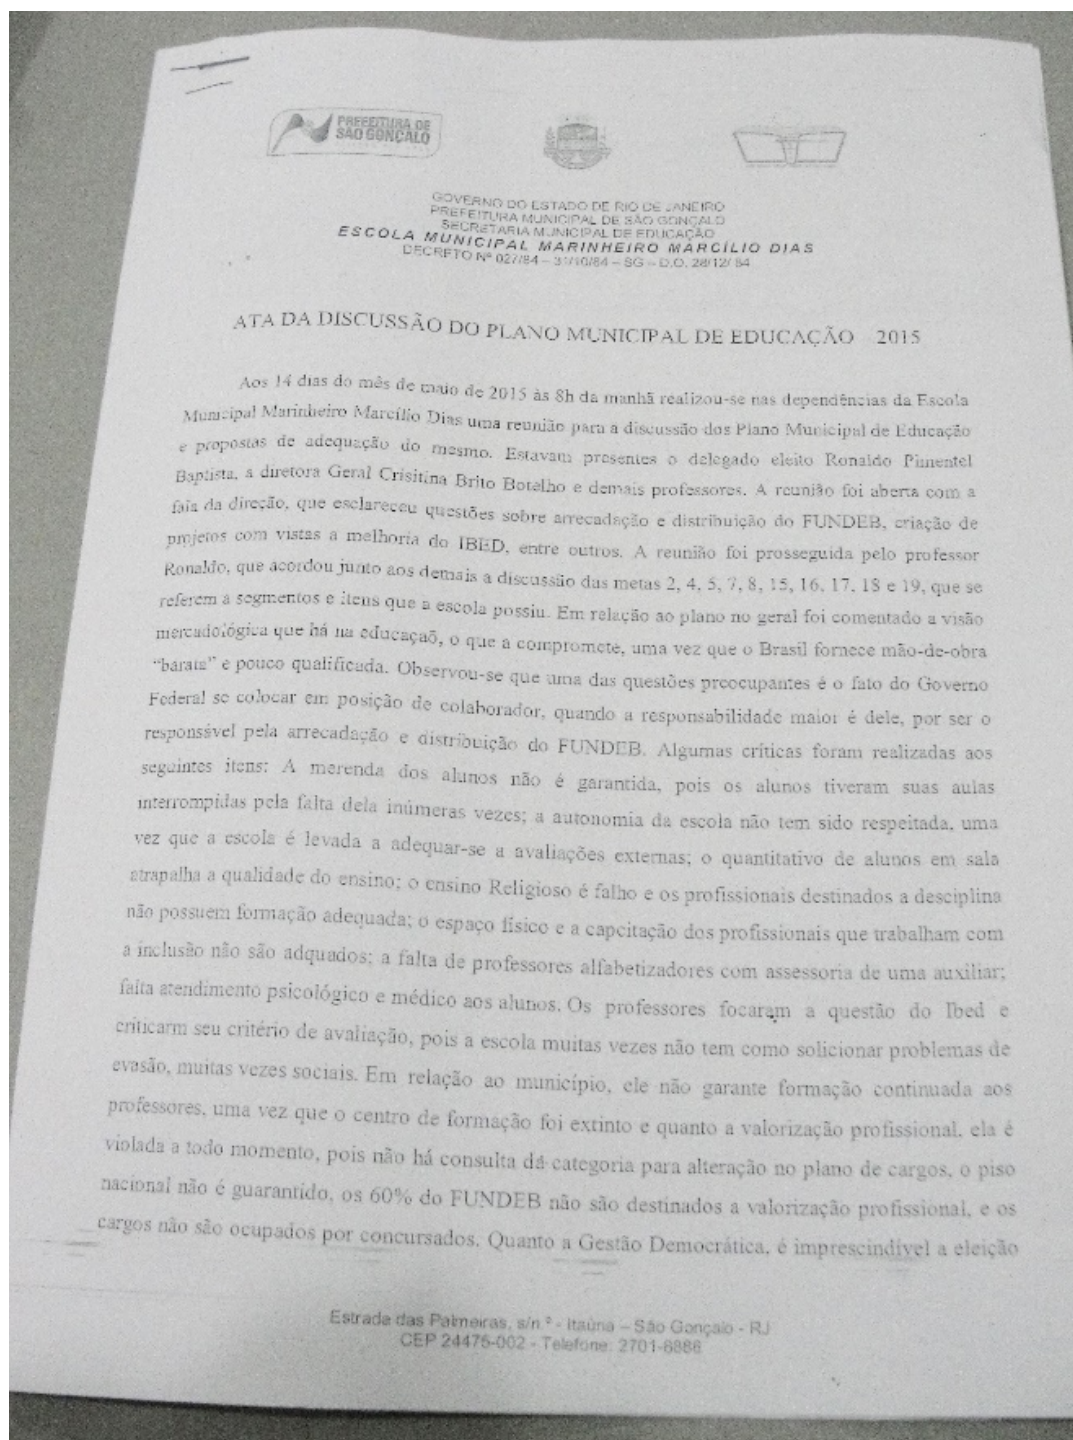 PREFEITURA DE
SÃO GONÇALO
GOVERNO DO ESTADO DE RIO DE JANEIRO
PREFEITURA MUNICIPAL DE SÃO GONÇALO
SECRETARIA MUNICIPAL DE EDUCAÇÃO
ESCOLA MUNICIPAL MARINHEIRO MARCÍLIO DIAS
DECRETO Nº 027/84 – 31/10/84 – SG – D.O. 28/12/ 84
ATA DA DISCUSSÃO DO PLANO MUNICIPAL DE EDUCAÇÃO 2015
Aos 14 dias do mês de maio de 2015 às 8h da manhã realizou-se nas dependências da Escola
Municipal Marinheiro Marcílio Dias uma reunião para a discussão dos Plano Municipal de Educação
e propostas de adequação do mesmo. Estavam presentes o delegado eleito Ronaldo Pimentel
Baptista, a diretora Geral Crisitina Brito Botelho e demais professores. A reunião foi aberta com a
fala da direção, que esclareceu questões sobre arrecadação e distribuição do FUNDEB, criação de
projetos com vistas a melhoria do IBED, entre outros. A reunião foi prosseguida pelo professor
Ronaldo, que acordou junto aos demais a discussão das metas 2, 4, 5, 7, 8, 15, 16, 17, 18 e 19, que se
referem a segmentos e itens que a escola possiu. Em relação ao plano no geral foi comentado a visão
mercadológica que há na educaçaõ, o que a compromete, uma vez que o Brasil fornece mão-de-obra
“barata” e pouco qualificada. Observou-se que uma das questões preocupantes é o fato do Governo
Federal se colocar em posição de colaborador, quando a responsabilidade maior é dele, por ser o
responsável pela arrecadação e distribuição do FUNDEB. Algumas críticas foram realizadas aos
seguintes itens: A merenda dos alunos não é garantida, pois os alunos tiveram suas aulas
interrompidas pela falta dela inúmeras vezes; a autonomia da escola não tem sido respeitada, uma
vez que a escola é levada a adequar-se a avaliações externas; o quantitativo de alunos em sala
atrapalha a qualidade do ensino; o ensino Religioso é falho e os profissionais destinados a disciplina
não possuem formação adequada; o espaço físico e a capcitação dos profissionais que trabalham com
a inclusão não são adquados; a falta de professores alfabetizadores com assessoria de uma auxiliar;
falta atendimento psicológico e médico aos alunos. Os professores focaram a questão do Ibed e
criticarm seu critério de avaliação, pois a escola muitas vezes não tem como solicionar problemas de
evasão, muitas vezes sociais. Em relação ao município, ele não garante formação continuada aos
professores, uma vez que o centro de formação foi extinto e quanto a valorização profissional, ela é
violada a todo momento, pois não há consulta dá categoria para alteração no plano de cargos, o piso
nacional não é guarantido, os 60% do FUNDEB não são destinados a valorização profissional, e os
cargos não são ocupados por concursados. Quanto a Gestão Democrática, é imprescindível a eleição
Estrada das Palmeiras, s/n.º - Itaúna – São Gonçalo - RJ
CEP 24475-002 - Telefone: 2701-8886